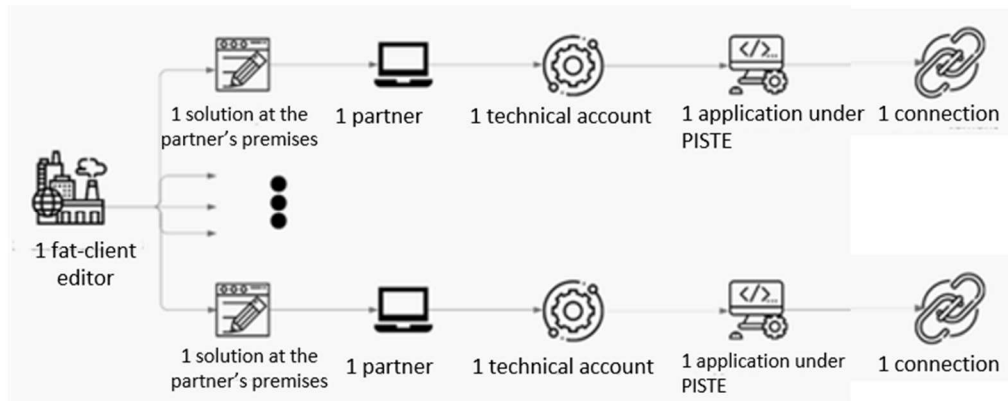 1 solution at the
partner's premises
1 partner
1 technical account
1 application under
PISTE
1 connection
1 fat-client
editor
1 solution at the
partner's premises
1 partner
1 technical account
1 application under
PISTE
1 connection